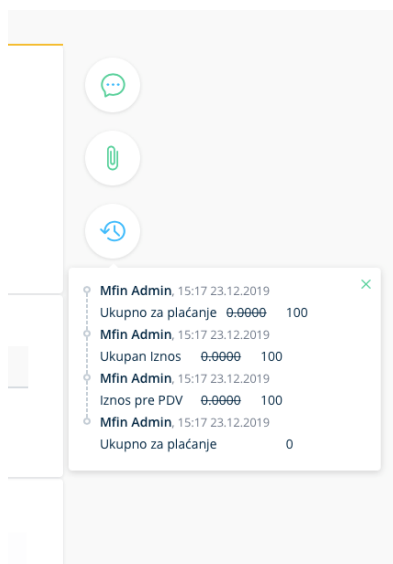 Mfin Admin, 15:17 23.12.2019
Ukupno za plaćanje 0.0000 100
Mfin Admin, 15:17 23.12.2019
Ukupan Iznos 0.0000 100
Mfin Admin, 15:17 23.12.2019
Iznos pre PDV 0.0000 100
Mfin Admin, 15:17 23.12.2019
Ukupno za plaćanje 0